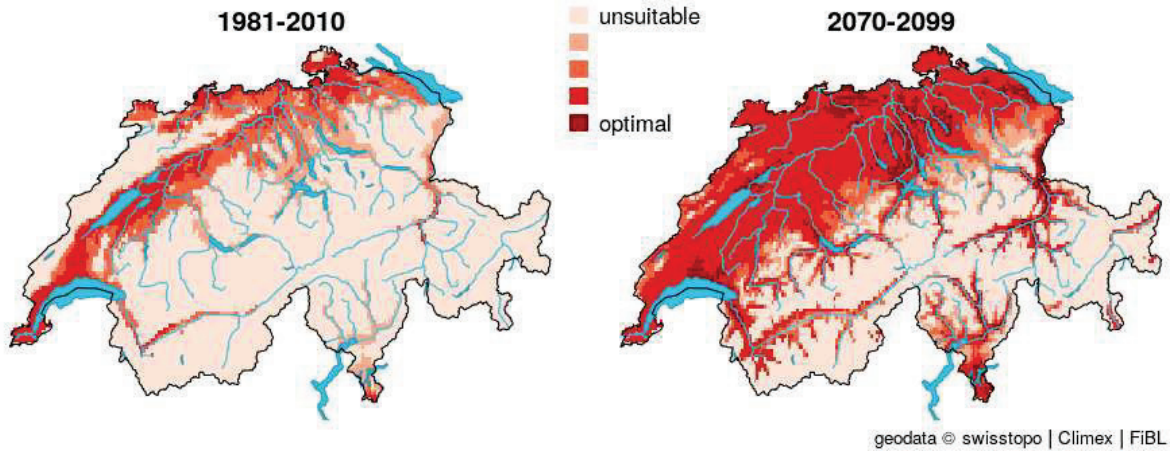 1981-2010
unsuitable
optimal
2070-2099
geodata © swisstopo | Climex | FiBL